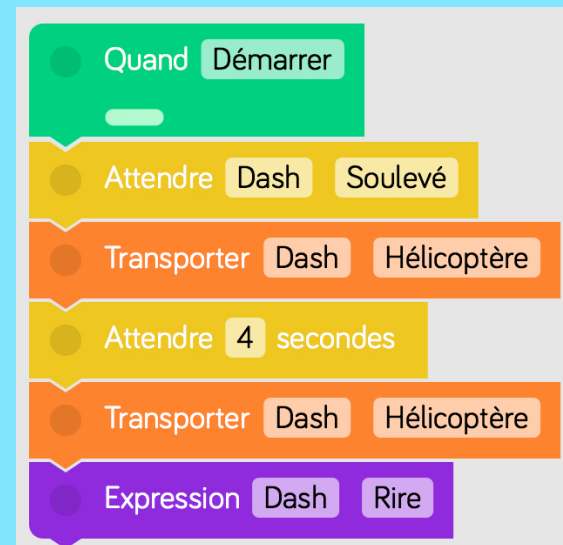 Quand Démarrer
Attendre Dash Soulevé
Transporter Dash Hélicoptère
Attendre 4 secondes
Transporter Dash Hélicoptère
Expression Dash Rire